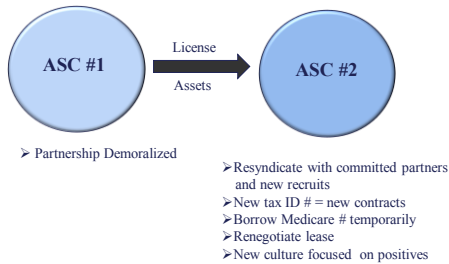 ASC #1
License
Assets
ASC #2
➢ Partnership Demoralized
➢Resyndicate with committed partners
and new recruits
➢New tax ID # = new contracts
➢Borrow Medicare # temporarily
➢Renegotiate lease
➢New culture focused on positives